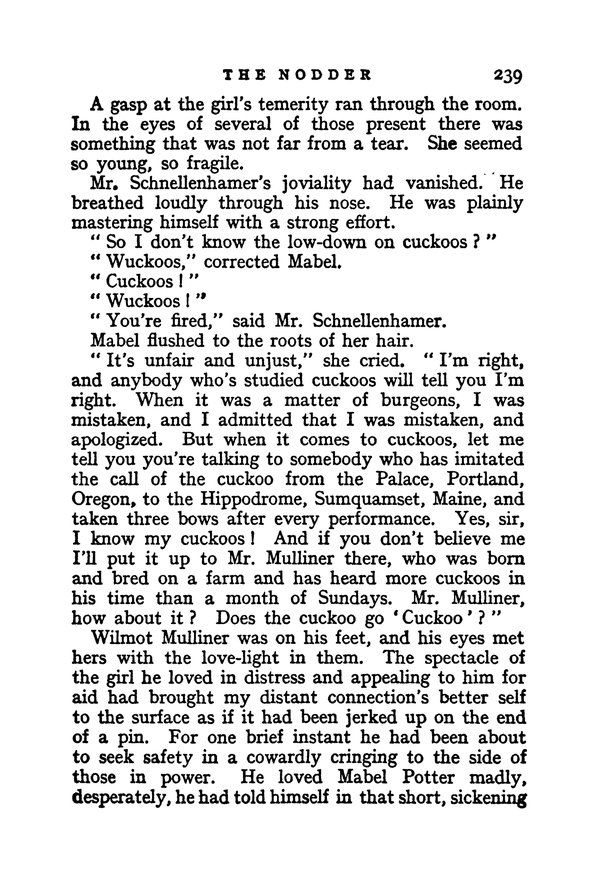 THE NODDER 239
A gasp at the girl's temerity ran through the room.
In the eyes of several of those present there was
something that was not far from a tear. She seemed
so young, so fragile.
Mr. Schnellenhamer's joviality had vanished. He
breathed loudly through his nose. He was plainly
mastering himself with a strong effort.
" So I don't know the low-down on cuckoos ? "
" Wuckoos," corrected Mabel.
" Cuckoos ! "
" Wuckoos ! "
" You're fired," said Mr. Schnellenhamer.
Mabel flushed to the roots of her hair.
" It's unfair and unjust," she cried. " I'm right,
and anybody who's studied cuckoos will tell you I'm
right. When it was a matter of burgeons, I was
mistaken, and I admitted that I was mistaken, and
apologized. But when it comes to cuckoos, let me
tell you you're talking to somebody who has imitated
the call of the cuckoo from the Palace, Portland,
Oregon, to the Hippodrome, Sumquamset, Maine, and
taken three bows after every performance. Yes, sir,
I know my cuckoos ! And if you don't believe me
I'll put it up to Mr. Mulliner there, who was born
and bred on a farm and has heard more cuckoos in
his time than a month of Sundays. Mr. Mulliner,
how about it ? Does the cuckoo go ' Cuckoo ' ? "
Wilmot Mulliner was on his feet, and his eyes met
hers with the love-light in them. The spectacle of
the girl he loved in distress and appealing to him for
aid had brought my distant connection's better self
to the surface as if it had been jerked up on the end
of a pin. For one brief instant he had been about
to seek safety in a cowardly cringing to the side of
those in power. He loved Mabel Potter madly,
desperately, he had told himself in that short, sickening